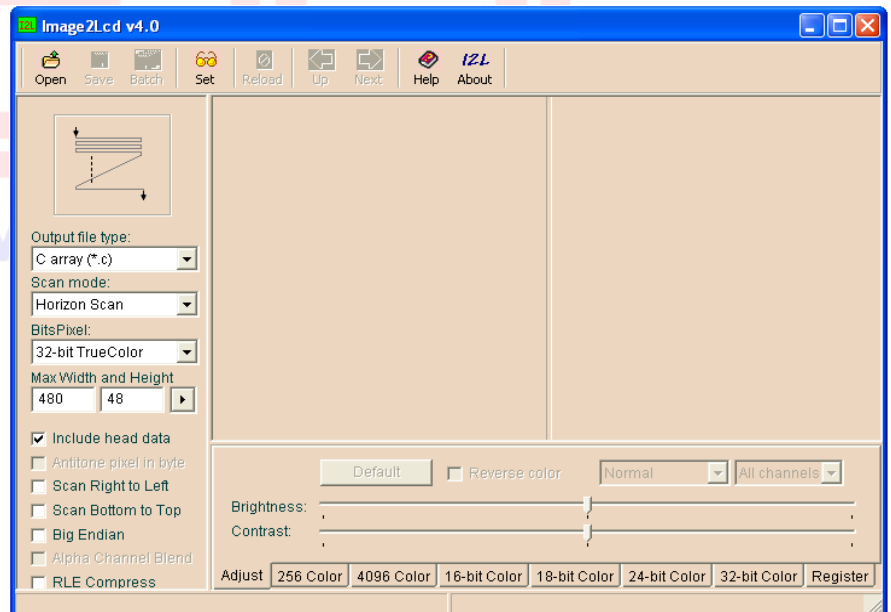 Image2Lcd v4.0
Open Save Batch Set Reload Up Next Help I2L About
Output file type:
C array (*.c)
Scan mode:
Horizon Scan
BitsPixel:
32-bit TrueColor
Max Width and Height
480 48
Include head data
Antitone pixel in byte
Scan Right to Left
Scan Bottom to Top
Big Endian
Alpha Channel Blend
RLE Compress
Default Reverse color Normal All channels
Brightness:
Contrast:
Adjust 256 Color 4096 Color 16-bit Color 18-bit Color 24-bit Color 32-bit Color Register